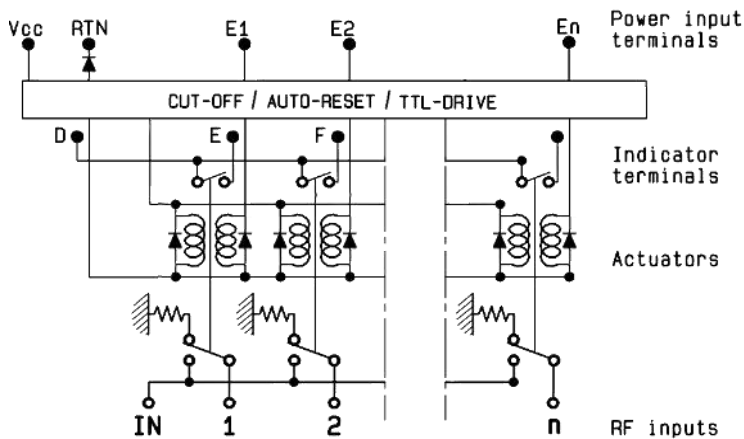 Vcc RTN E1 E2 En Power input
terminals
CUT-OFF / AUTO-RESET / TTL-DRIVE
D E F Indicator
terminals
Actuators
IN 1 2 n RF inputs